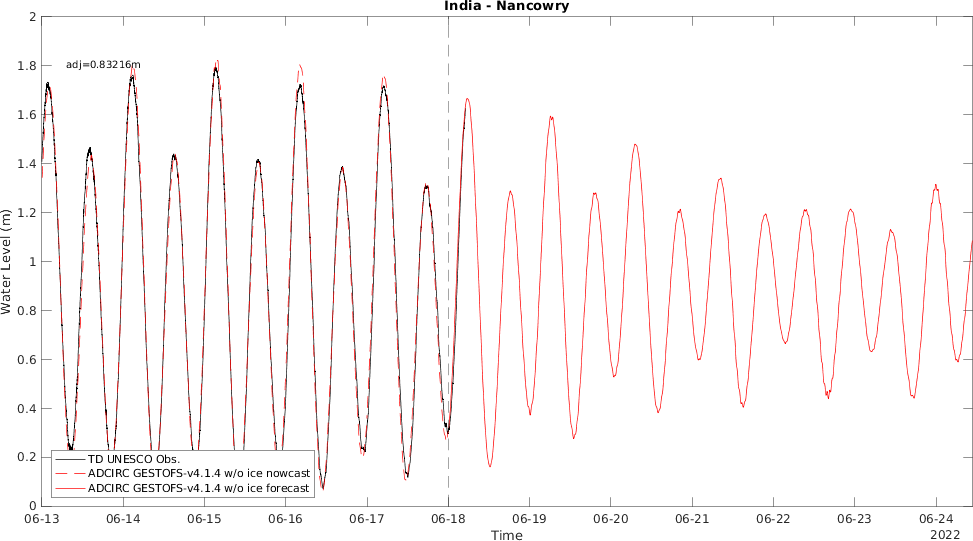 India - Nancowry
adj=0.83216m
Water Level (m)
2
1.8
1.6
1.4
1.2
1
0.8
0.6
0.4
0.2
0
TD UNESCO Obs.
ADCIRC GESTOFS-v4.1.4 w/o ice nowcast
ADCIRC GESTOFS-v4.1.4 w/o ice forecast
06-13 06-14 06-15 06-16 06-17 06-18 06-19 06-20 06-21 06-22 06-23 06-24
2022
Time